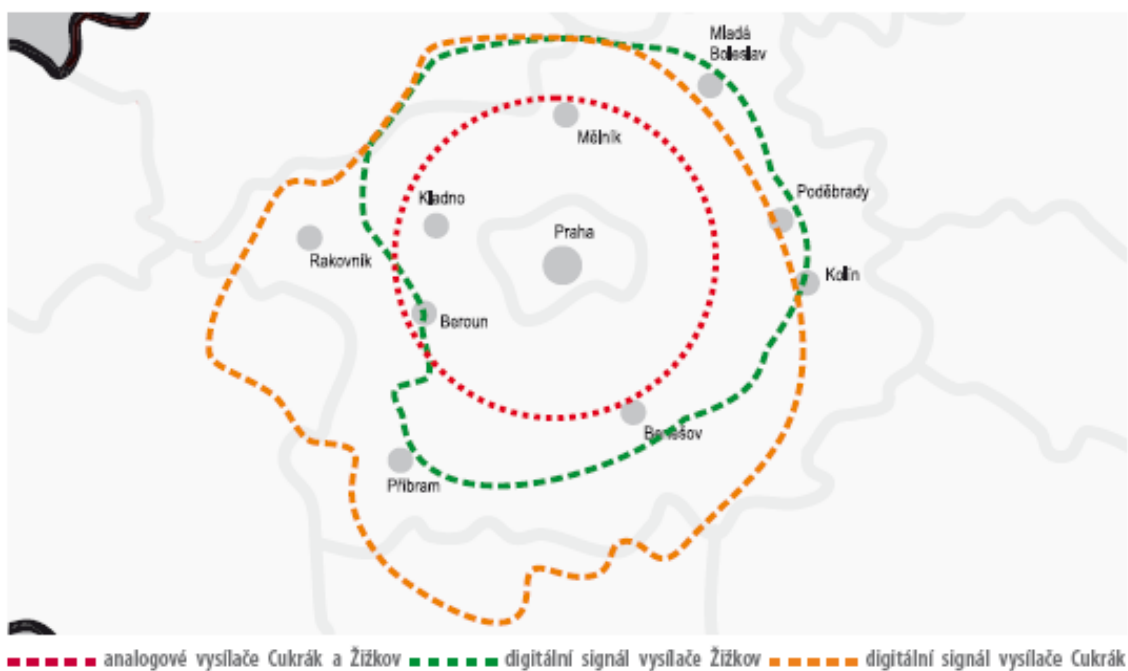 Mladá
Boleslav
Mělník
Kladno
Poděbrady
Praha
Rakovník
Kolín
Beroun
Benešov
Příbram
analogové vysílače Cukrák a Žižkov
digitální signál vysílače Žižkov
digitální signál vysílače Cukrák